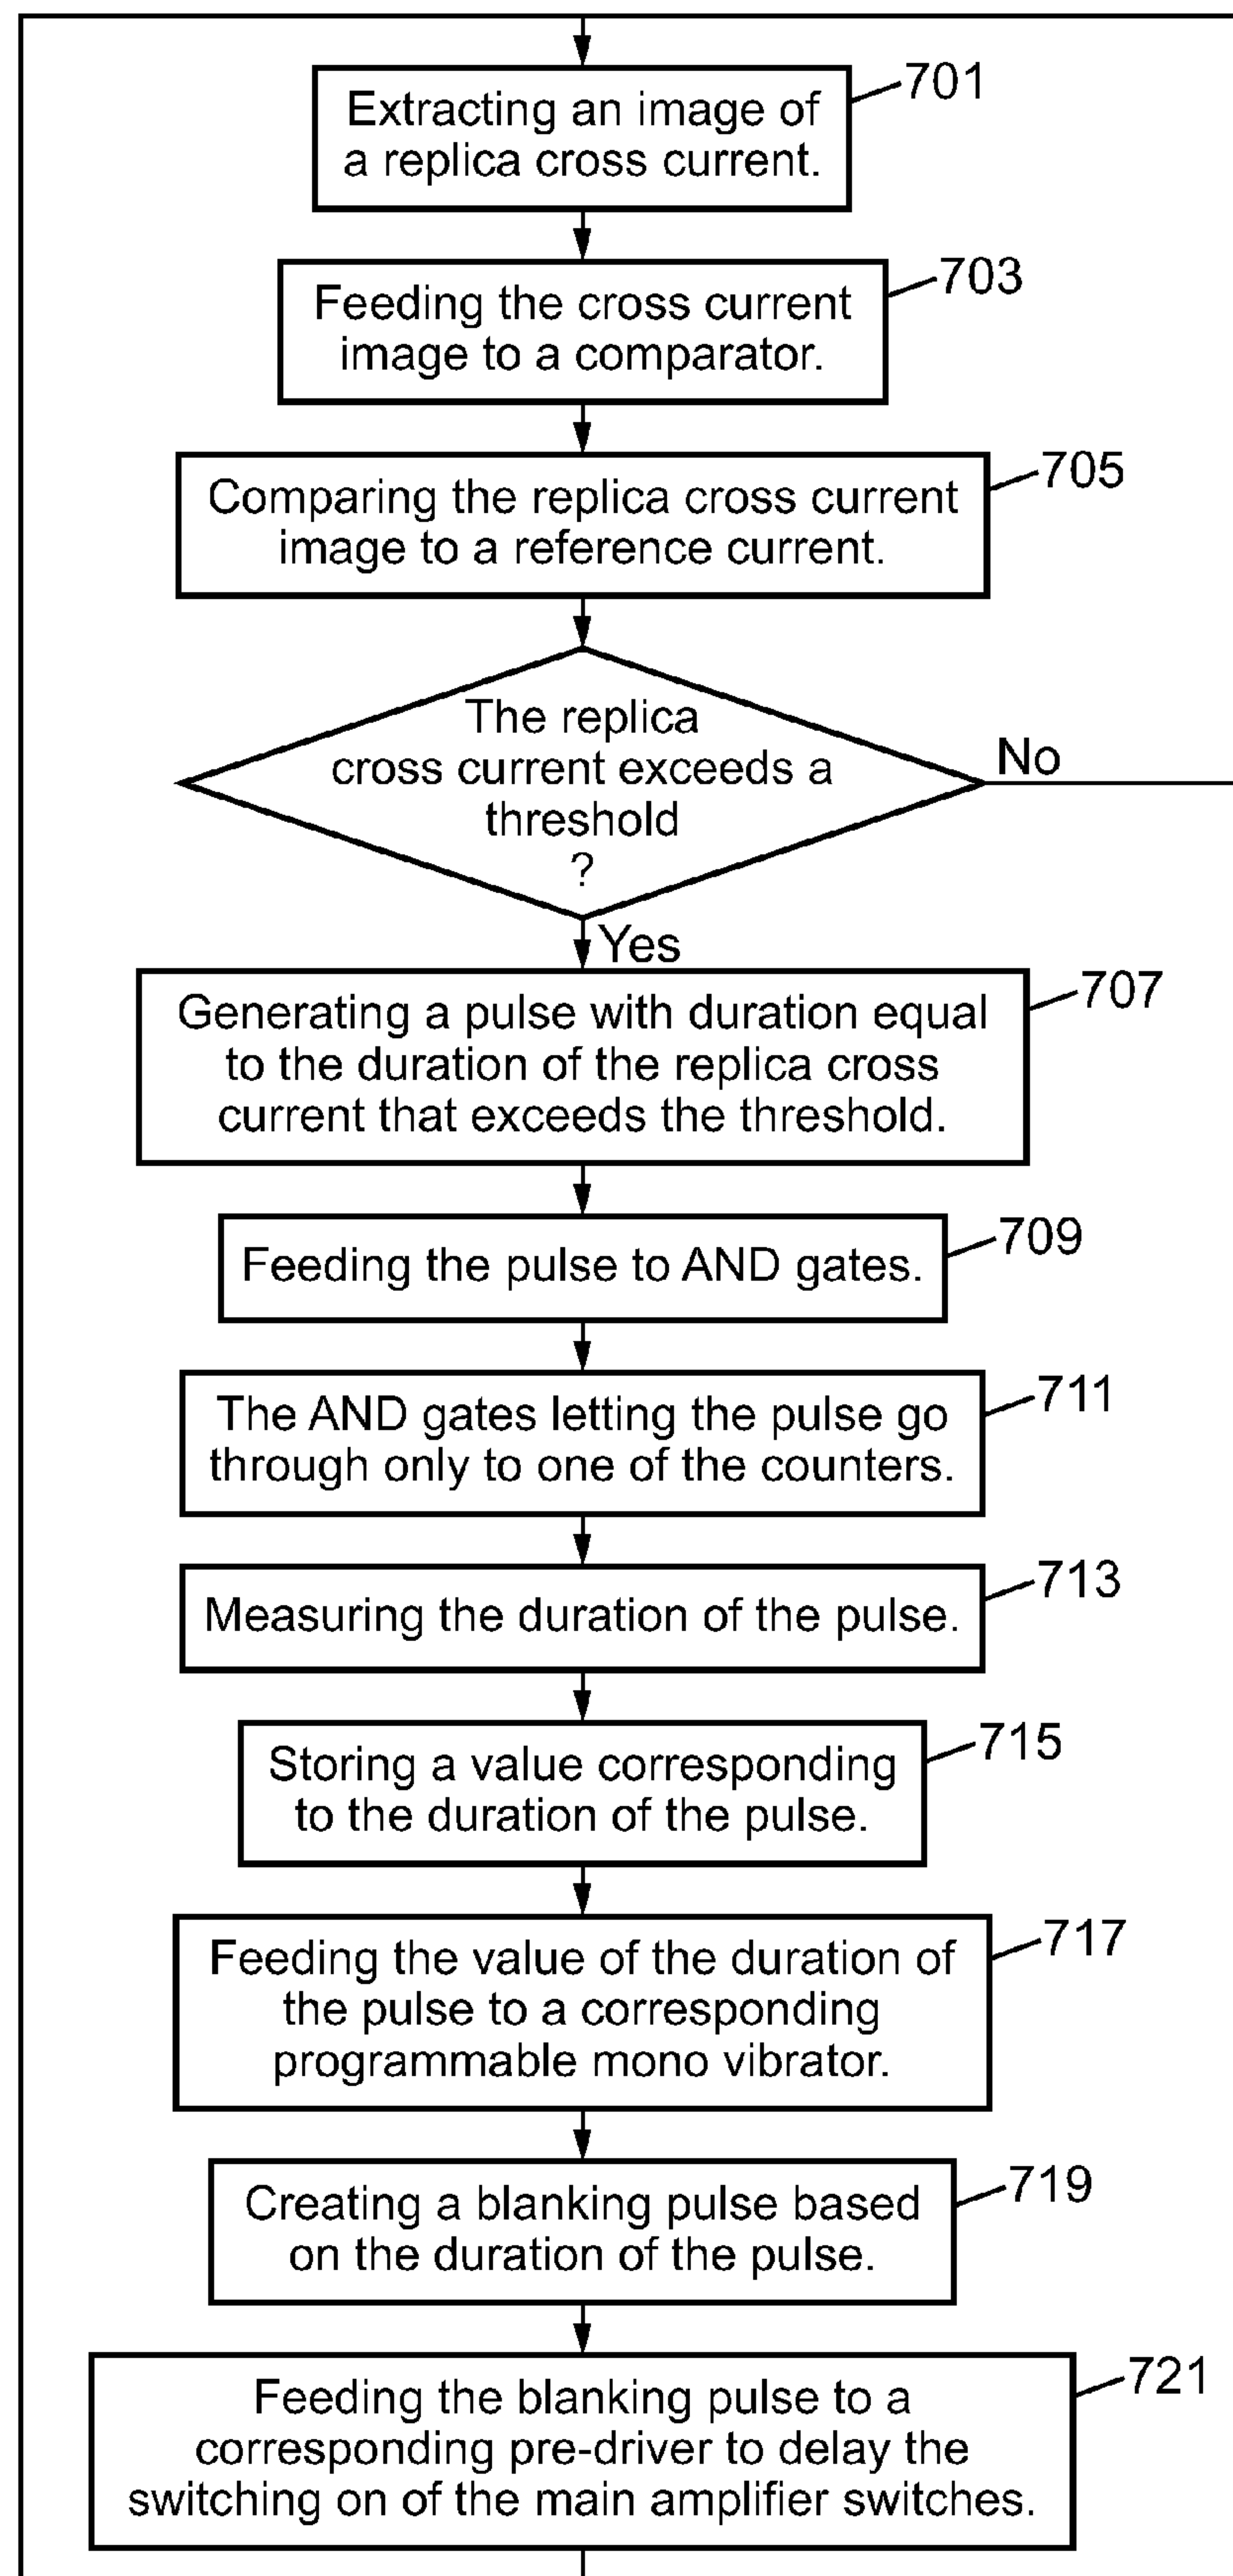 701
Extracting an image of
a replica cross current.
703
Feeding the cross current
image to a comparator.
705
Comparing the replica cross current
image to a reference current.
The replica
cross current exceeds a
threshold
?
No
Yes
707
Generating a pulse with duration equal
to the duration of the replica cross
current that exceeds the threshold.
709
Feeding the pulse to AND gates.
711
The AND gates letting the pulse go
through only to one of the counters.
713
Measuring the duration of the pulse.
715
Storing a value corresponding
to the duration of the pulse.
717
Feeding the value of the duration of
the pulse to a corresponding
programmable mono vibrator.
719
Creating a blanking pulse based
on the duration of the pulse.
721
Feeding the blanking pulse to a
corresponding pre-driver to delay the
switching on of the main amplifier switches.